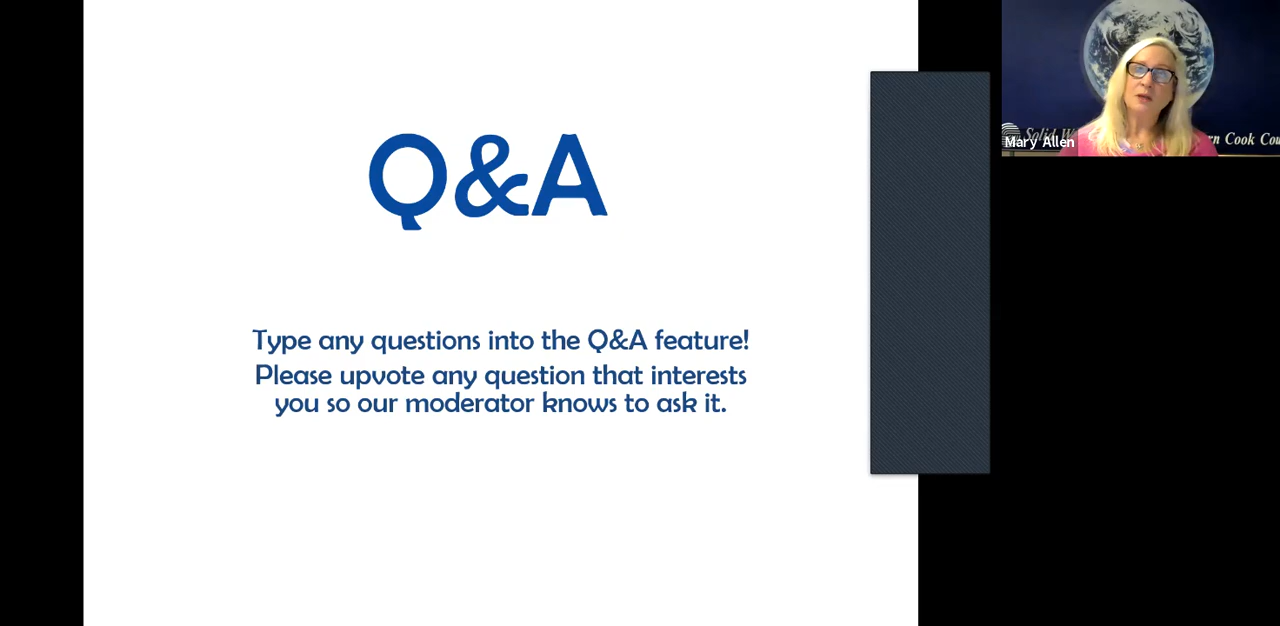 Q&A
Type any questions into the Q&A feature!
Please upvote any question that interests
you so our moderator knows to ask it.
Solid
Mary Allen
Cook